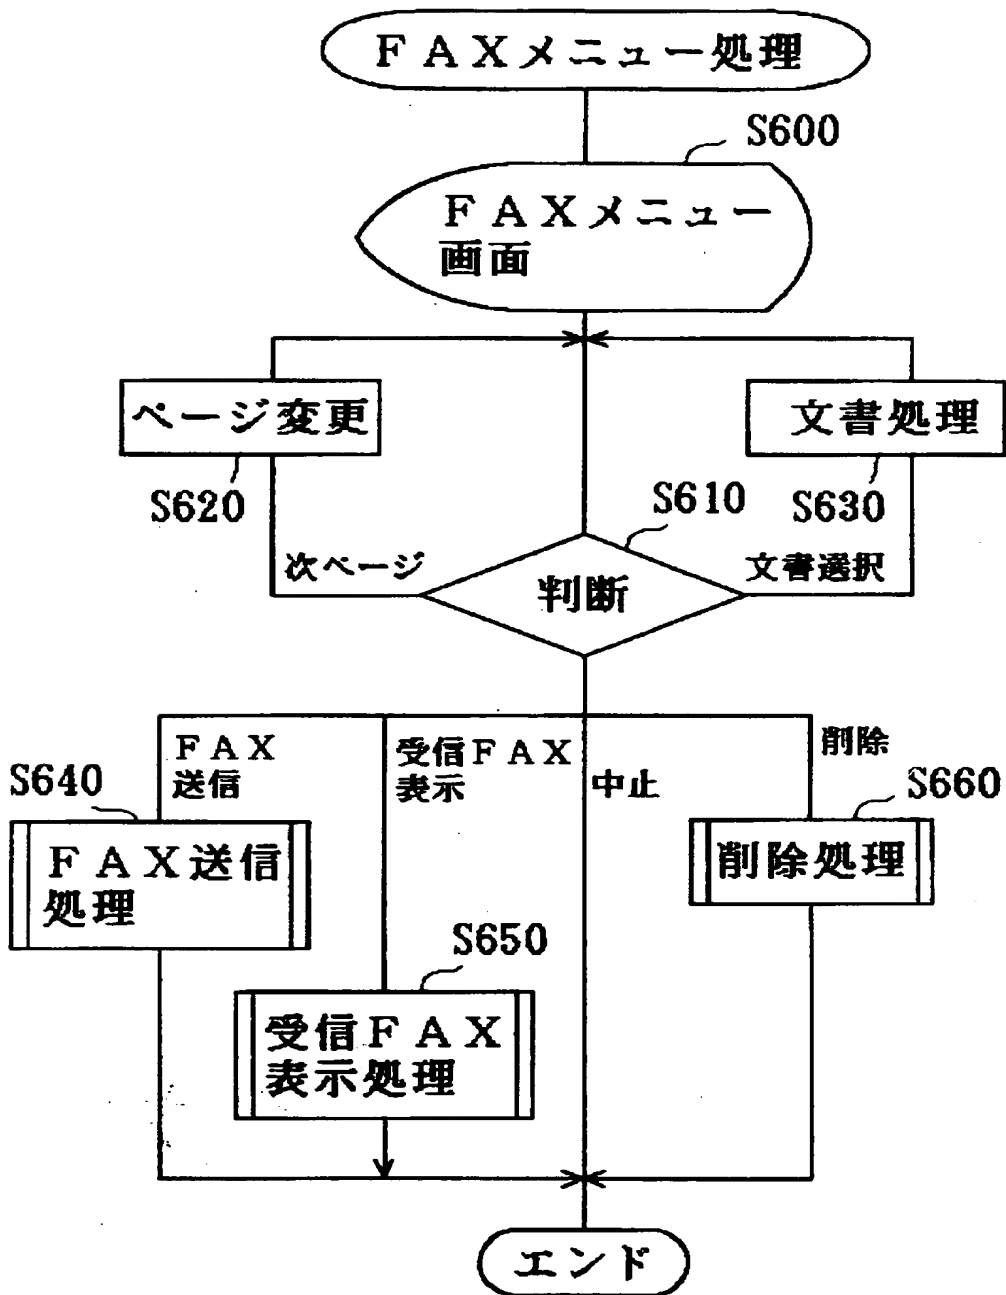 ＦＡＸメニュー処理
S600
ＦＡＸメニュー
画面
ページ変更
文書処理
S620
S610
S630
次ページ
判断
文書選択
ＦＡＸ
送信
受信ＦＡＸ
表示
中止
削除
S640
S660
ＦＡＸ送信
処理
削除処理
S650
受信ＦＡＸ
表示処理
エンド